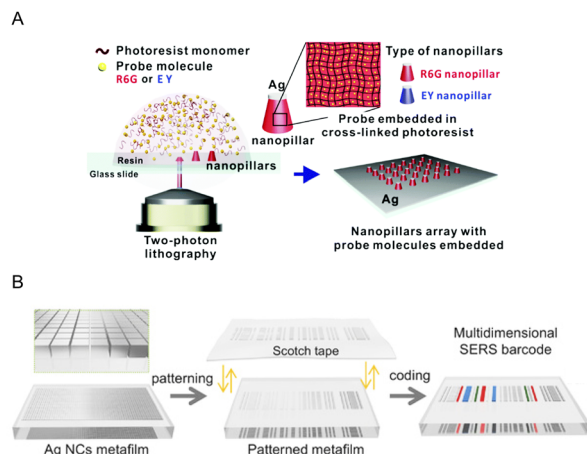 A
Photoresist monomer
Probe molecule
R6G or EY
Resin
Glass slide
nanopillars
Two-photon
lithography
Ag
nanopillar
Type of nanopillars
R6G nanopillar
EY nanopillar
Probe embedded in
cross-linked photoresist
Ag
Nanopillars array with
probe molecules embedded
B
Ag NCs metafilm
patterning
Scotch tape
Patterned metafilm
coding
Multidimensional
SERS barcode